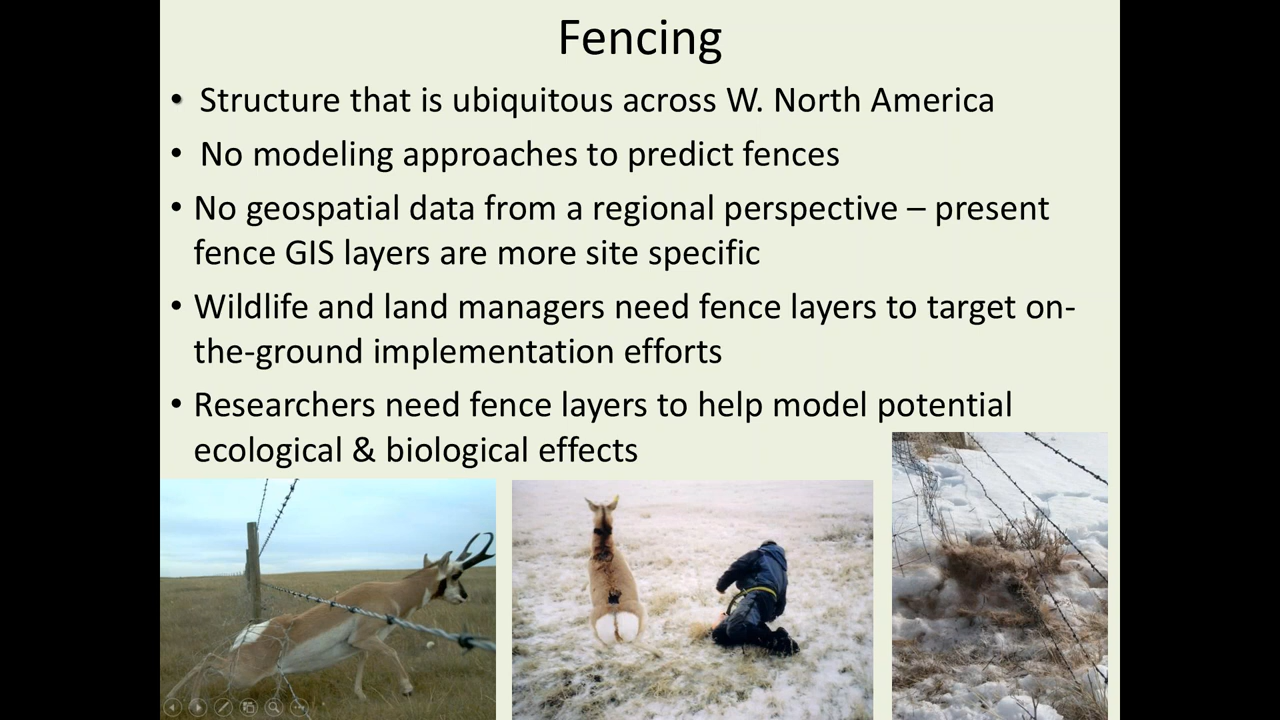 Fencing
• Structure that is ubiquitous across W. North America
• No modeling approaches to predict fences
• No geospatial data from a regional perspective – present
fence GIS layers are more site specific
• Wildlife and land managers need fence layers to target on-
the-ground implementation efforts
• Researchers need fence layers to help model potential
ecological & biological effects